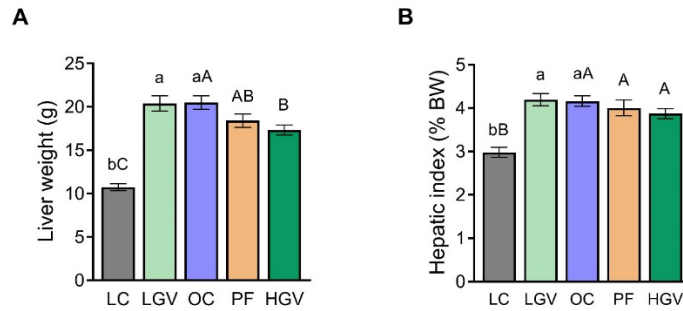 A
Liver weight (g)
25
20
15
10
5
0
bC
a
aA
AB
B
LC LGV OC PF HGV
B
Hepatic index (% BW)
5
4
3
2
1
0
bB
a
aA
A
A
LC LGV OC PF HGV